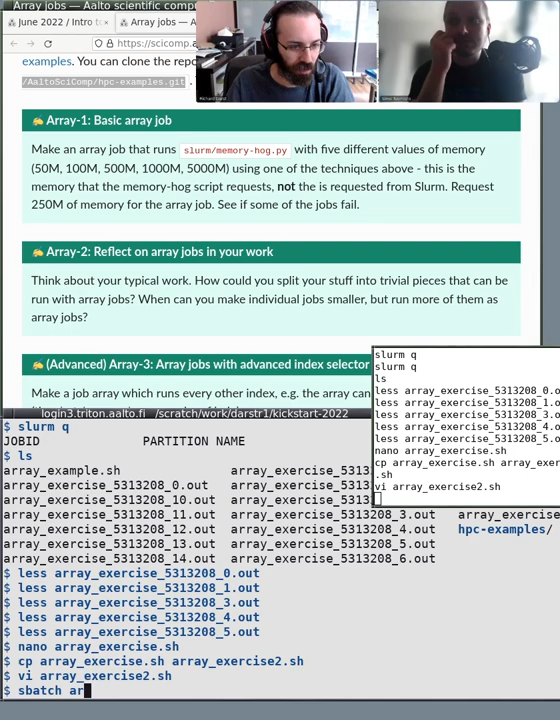 Array jobs — Aalto scientific comp
June 2022 / Intro t
Array jobs — A
https://scicomp.a
examples. You can clone the repo
/AaltoSciComp/hpc-examples.git .
Array-1: Basic array job
Make an array job that runs slurm/memory-hog.py with five different values of memory
(50M, 100M, 500M, 1000M, 5000M) using one of the techniques above - this is the
memory that the memory-hog script requests, not the is requested from Slurm. Request
250M of memory for the array job. See if some of the jobs fail.
Array-2: Reflect on array jobs in your work
Think about your typical work. How could you split your stuff into trivial pieces that can be
run with array jobs? When can you make individual jobs smaller, but run more of them as
array jobs?
(Advanced) Array-3: Array jobs with advanced index selector
Make a job array which runs every other index, e.g. the array can
slurm q
slurm q
ls
less array_exercise_5313208_0.o
less array_exercise_5313208_1.o
less array_exercise_5313208_3.o
less array_exercise_5313208_4.o
less array_exercise_5313208_5.o
nano array_exercise.sh
cp array_exercise.sh array_exer
.sh
vi array_exercise2.sh
login3.triton.aalto.fi /scratch/work/darstr1/kickstart-2022
$ slurm q
JOBID PARTITION NAME
$ ls
array_example.sh array_exercise_5313
array_exercise_5313208_0.out array_exercise_5313
array_exercise_5313208_10.out array_exercise_5313
array_exercise_5313208_11.out array_exercise_5313208_3.out array_exercise
array_exercise_5313208_12.out array_exercise_5313208_4.out hpc-examples/
array_exercise_5313208_13.out array_exercise_5313208_5.out
array_exercise_5313208_14.out array_exercise_5313208_6.out
$ less array_exercise_5313208_0.out
$ less array_exercise_5313208_1.out
$ less array_exercise_5313208_3.out
$ less array_exercise_5313208_4.out
$ less array_exercise_5313208_5.out
$ nano array_exercise.sh
$ cp array_exercise.sh array_exercise2.sh
$ vi array_exercise2.sh
$ sbatch ar